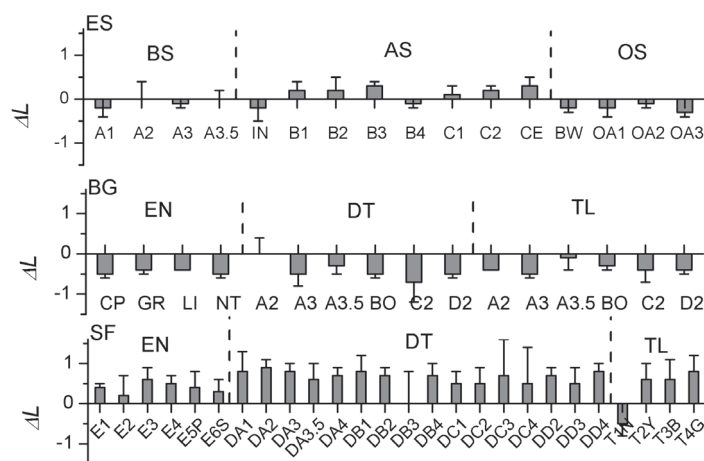 ES
BS AS OS
1
0
-1
ΔL
A1 A2 A3 A3.5 IN B1 B2 B3 B4 C1 C2 CE BW OA1 OA2 OA3
BG
EN DT TL
1
0
-1
ΔL
CP GR LI NT A2 A3 A3.5 BO C2 D2 A2 A3 A3.5 BO C2 D2
SF
EN DT TL
1
0
-1
ΔL
E1 E2 E3 E4 E5P E6S DA1 DA2 DA3 DA3.5 DA4 DB1 DB2 DB3 DB4 DC1 DC2 DC3 DC4 DD2 DD3 DD4 T1N T2Y T3B T4G